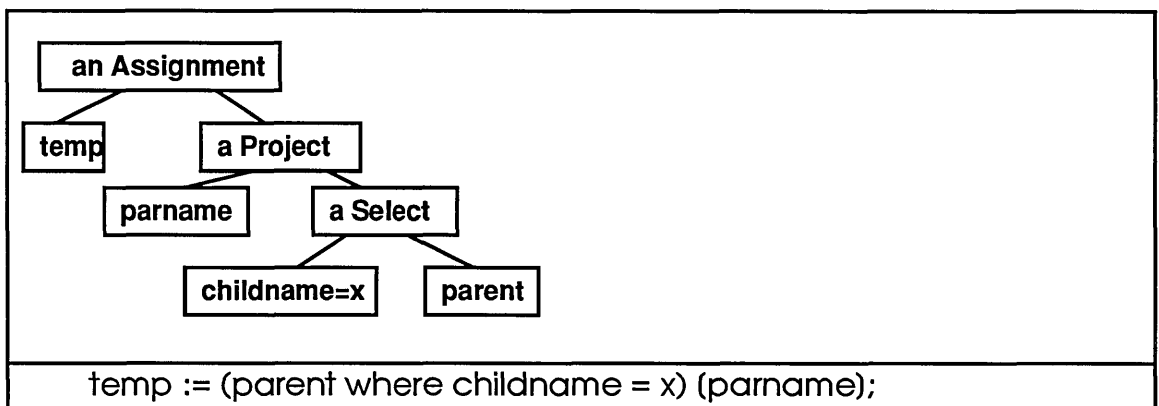 an Assignment
temp
a Project
parname
a Select
childname=x
parent
temp := (parent where childname = x) (parname);